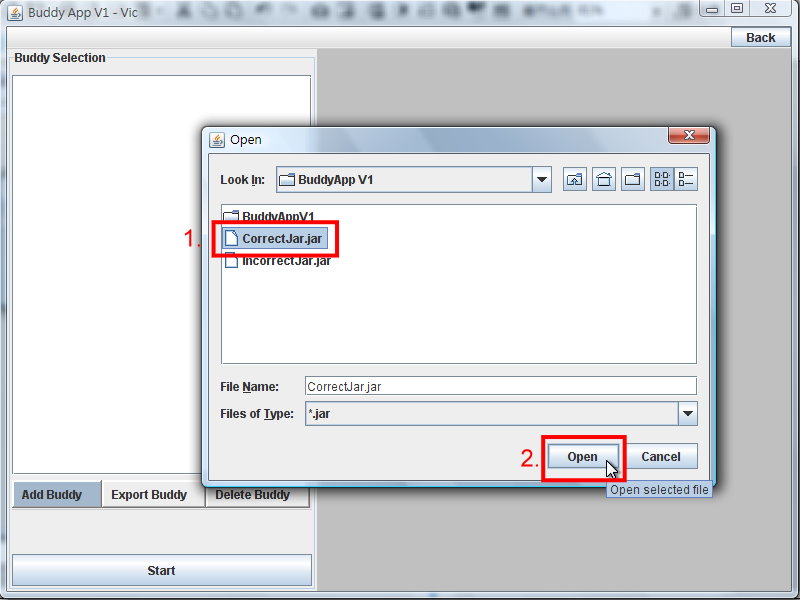 Buddy App V1 - Vic
Back
Buddy Selection
Open
Look In:
BuddyApp V1
BuddyAppV1
1.
CorrectJar.jar
IncorrectJar.jar
File Name:
CorrectJar.jar
Files of Type:
*.jar
2.
Open
Cancel
Open selected file
Add Buddy
Export Buddy
Delete Buddy
Start